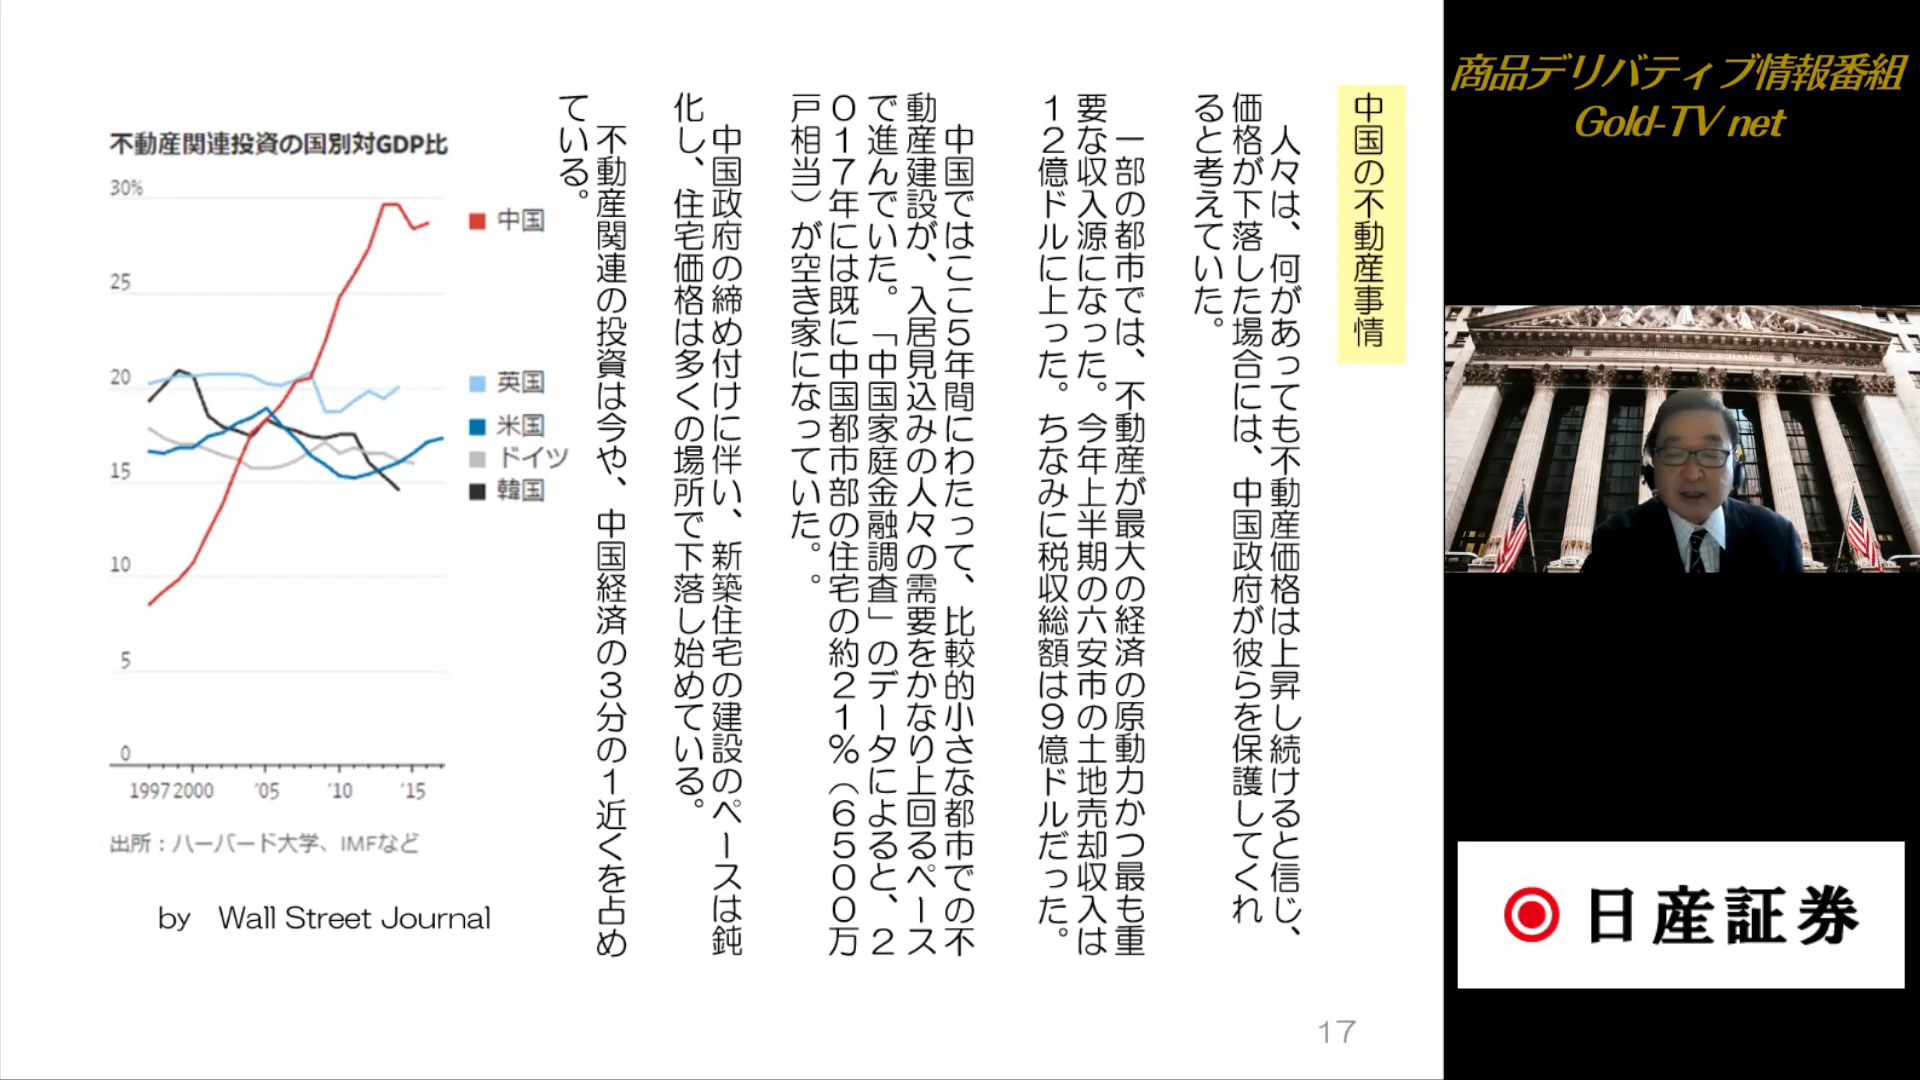 中国の不動産事情
人々は、何があっても不動産価格は上昇し続けると信じ、
価格が下落した場合には、中国政府が彼らを保護してくれ
ると考えていた。
一部の都市では、不動産が最大の経済の原動力かつ最も重
要な収入源になった。今年上半期の六安市の土地売却収入は
１２億ドルに上った。ちなみに税収総額は９億ドルだった。
中国ではここ５年間にわたって、比較的小さな都市での不
動産建設が、入居見込みの人々の需要をかなり上回るペース
で進んでいた。「中国家庭金融調査」のデータによると、２
０１７年には既に中国都市部の住宅の約２１％（６５００万
戸相当）が空き家になっていた。。
中国政府の締め付けに伴い、新築住宅の建設のペースは鈍
化し、住宅価格は多くの場所で下落し始めている。
不動産関連の投資は今や、中国経済の３分の１近くを占め
ている。
不動産関連投資の国別対GDP比
30%
25
20
15
10
5
0
1997 2000 '05 '10 '15
中国
英国
米国
ドイツ
韓国
出所：ハーバード大学、IMFなど
by Wall Street Journal
17
商品デリバティブ情報番組
Gold-TV net
日産証券